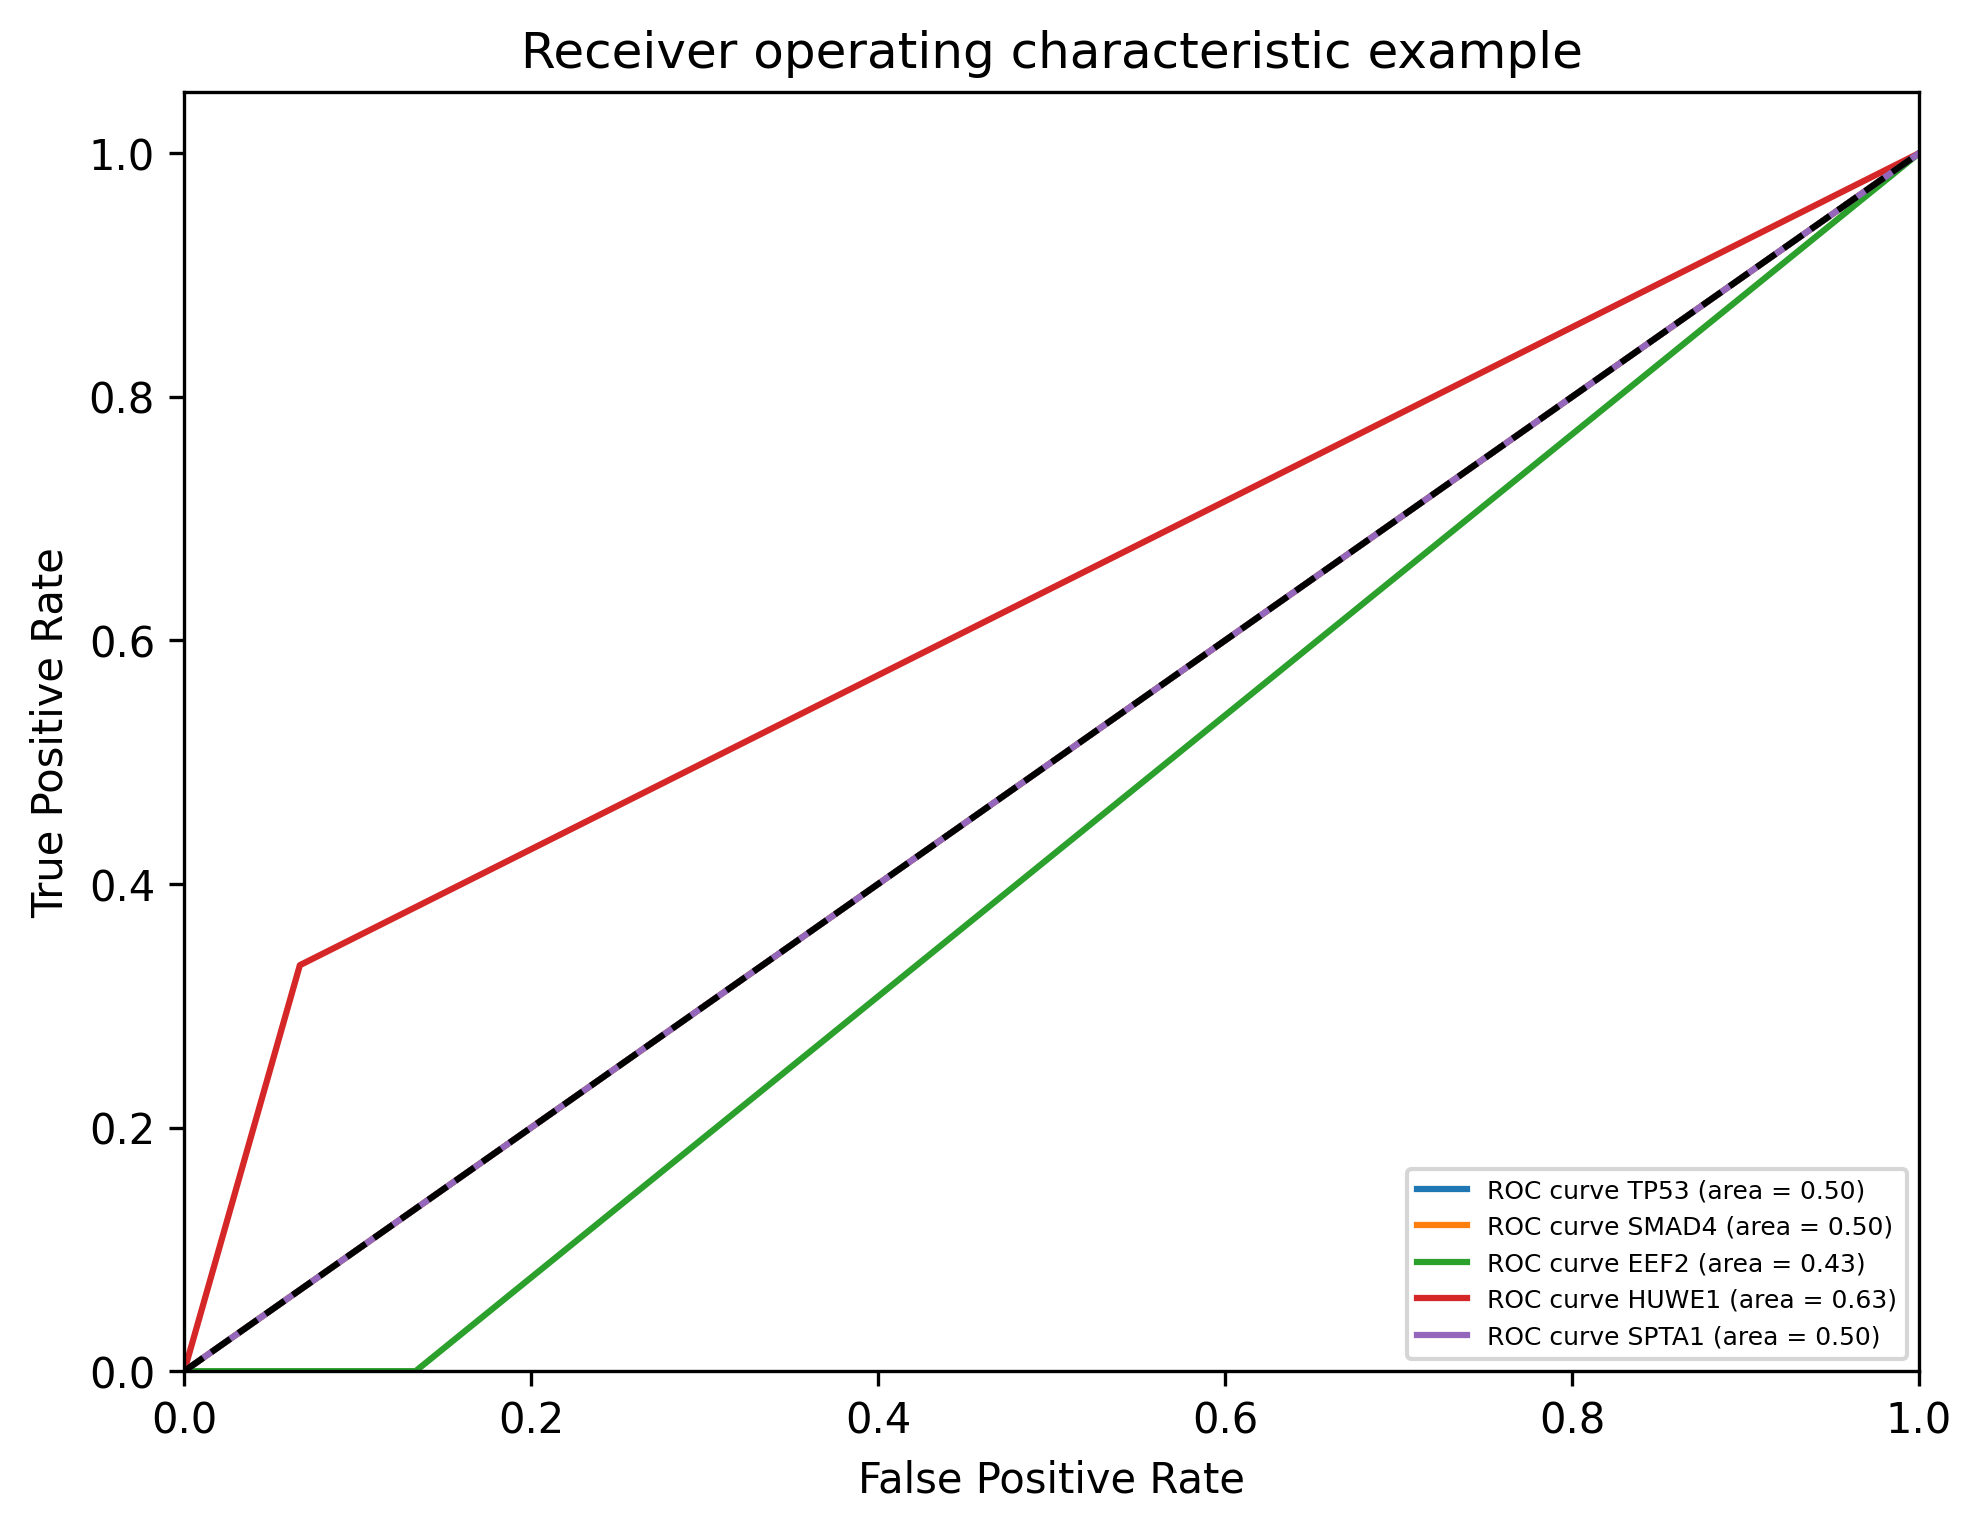 Receiver operating characteristic example
1.0
0.8
0.6
0.4
0.2
0.0
True Positive Rate
ROC curve TP53 (area = 0.50)
ROC curve SMAD4 (area = 0.50)
ROC curve EEF2 (area = 0.43)
ROC curve HUWE1 (area = 0.63)
ROC curve SPTA1 (area = 0.50)
0.0 0.2 0.4 0.6 0.8 1.0
False Positive Rate